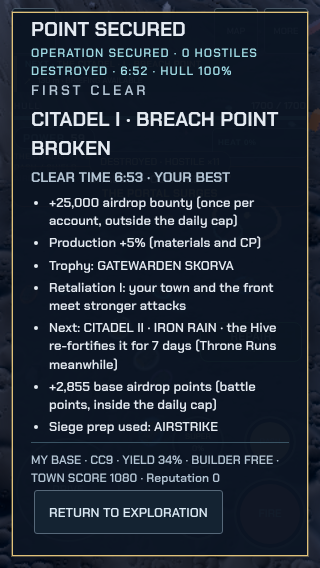 POINT SECURED
OPERATION SECURED · 0 HOSTILES
DESTROYED · 6:52 · HULL 100%
FIRST CLEAR
CITADEL I · BREACH POINT
BROKEN
CLEAR TIME 6:53 · YOUR BEST
• +25,000 airdrop bounty (once per
account, outside the daily cap)
• Production +5% (materials and CP)
• Trophy: GATEWARDEN SKORVA
• Retaliation I: your town and the front
meet stronger attacks
• Next: CITADEL II · IRON RAIN · the Hive
re-fortifies it for 7 days (Throne Runs
meanwhile)
• +2,855 base airdrop points (battle
points, inside the daily cap)
• Siege prep used: AIRSTRIKE
MY BASE · CC9 · YIELD 34% · BUILDER FREE ·
TOWN SCORE 1080 · Reputation 0
RETURN TO EXPLORATION